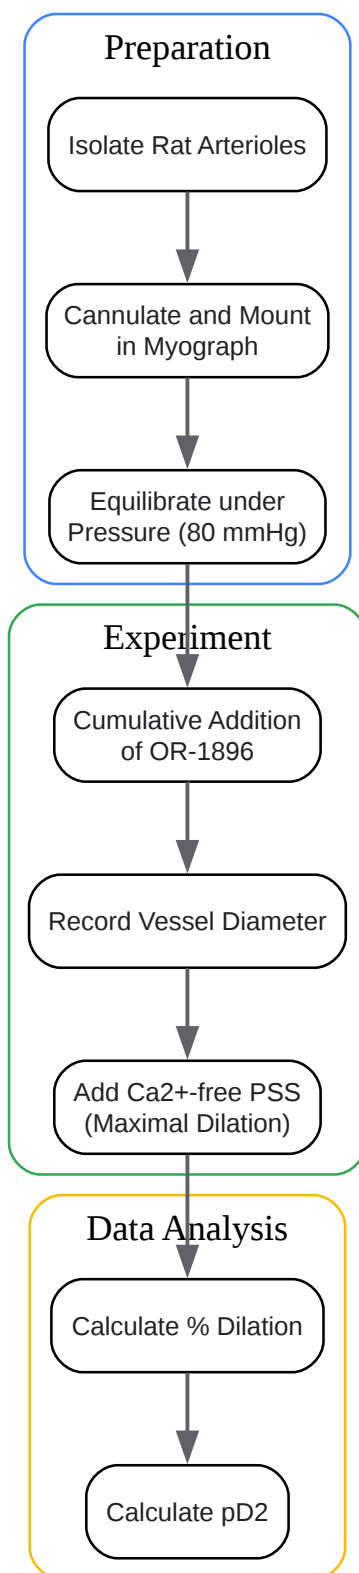 Preparation
Isolate Rat Arterioles
Cannulate and Mount
in Myograph
Equilibrate under
Pressure (80 mmHg)
Experiment
Cumulative Addition
of OR-1896
Record Vessel Diameter
Add Ca2+-free PSS
(Maximal Dilation)
Data Analysis
Calculate % Dilation
Calculate pD2